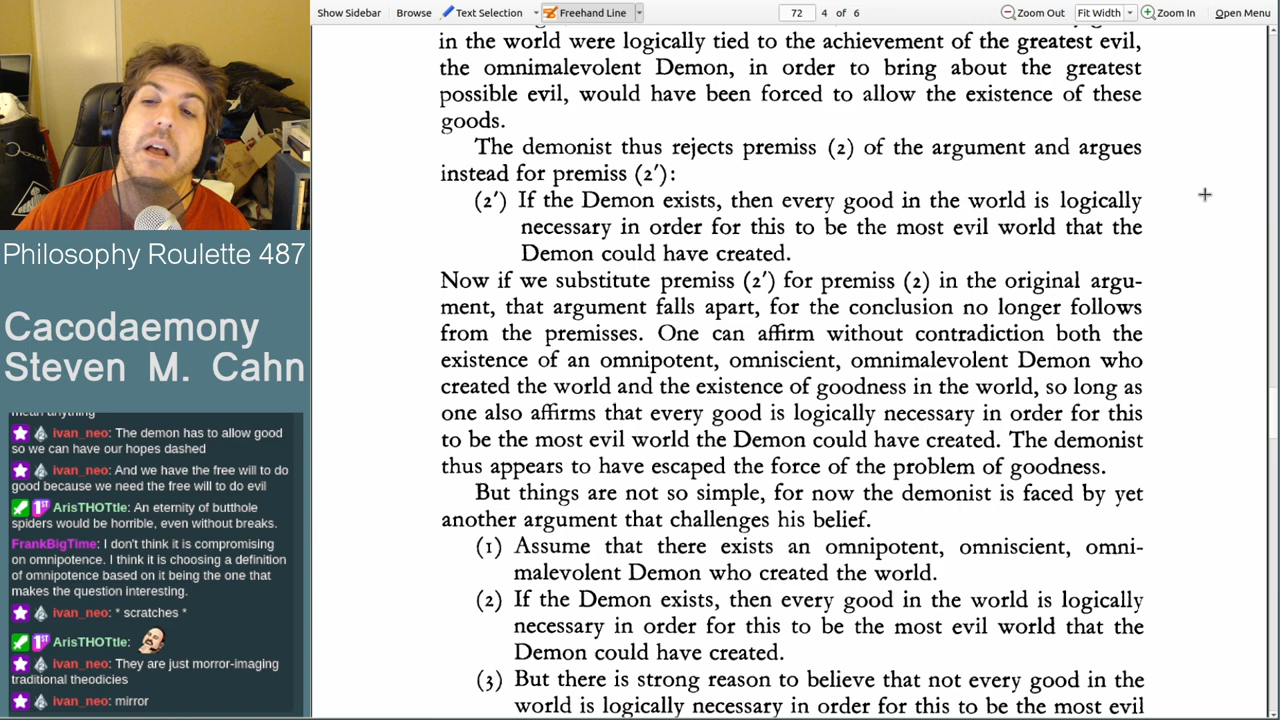 Show Sidebar Browse Text Selection Freehand Line 72 4 of 6 Zoom Out Fit Width Zoom In Open Menu
in the world were logically tied to the achievement of the greatest evil,
the omnimalevolent Demon, in order to bring about the greatest
possible evil, would have been forced to allow the existence of these
goods.
The demonist thus rejects premiss (2) of the argument and argues
instead for premiss (2′):
(2′) If the Demon exists, then every good in the world is logically
necessary in order for this to be the most evil world that the
Demon could have created.
Now if we substitute premiss (2′) for premiss (2) in the original argu-
ment, that argument falls apart, for the conclusion no longer follows
from the premisses. One can affirm without contradiction both the
existence of an omnipotent, omniscient, omnimalevolent Demon who
created the world and the existence of goodness in the world, so long as
one also affirms that every good is logically necessary in order for this
to be the most evil world the Demon could have created. The demonist
thus appears to have escaped the force of the problem of goodness.
But things are not so simple, for now the demonist is faced by yet
another argument that challenges his belief.
(1) Assume that there exists an omnipotent, omniscient, omni-
malevolent Demon who created the world.
(2) If the Demon exists, then every good in the world is logically
necessary in order for this to be the most evil world that the
Demon could have created.
(3) But there is strong reason to believe that not every good in the
world is logically necessary in order for this to be the most evil
Philosophy Roulette 487
Cacodaemony
Steven M. Cahn
mean anything
ivan_neo: The demon has to allow good
so we can have our hopes dashed
ivan_neo: And we have the free will to do
good because we need the free will to do evil
1ST ArisTHOTtle: An eternity of butthole
spiders would be horrible, even without breaks.
FrankBigTime: I don't think it is compromising
on omnipotence. I think it is choosing a definition
of omnipotence based on it being the one that
makes the question interesting.
ivan_neo: * scratches *
1ST ArisTHOTtle:
ivan_neo: They are just morror-imaging
traditional theodicies
ivan_neo: mirror